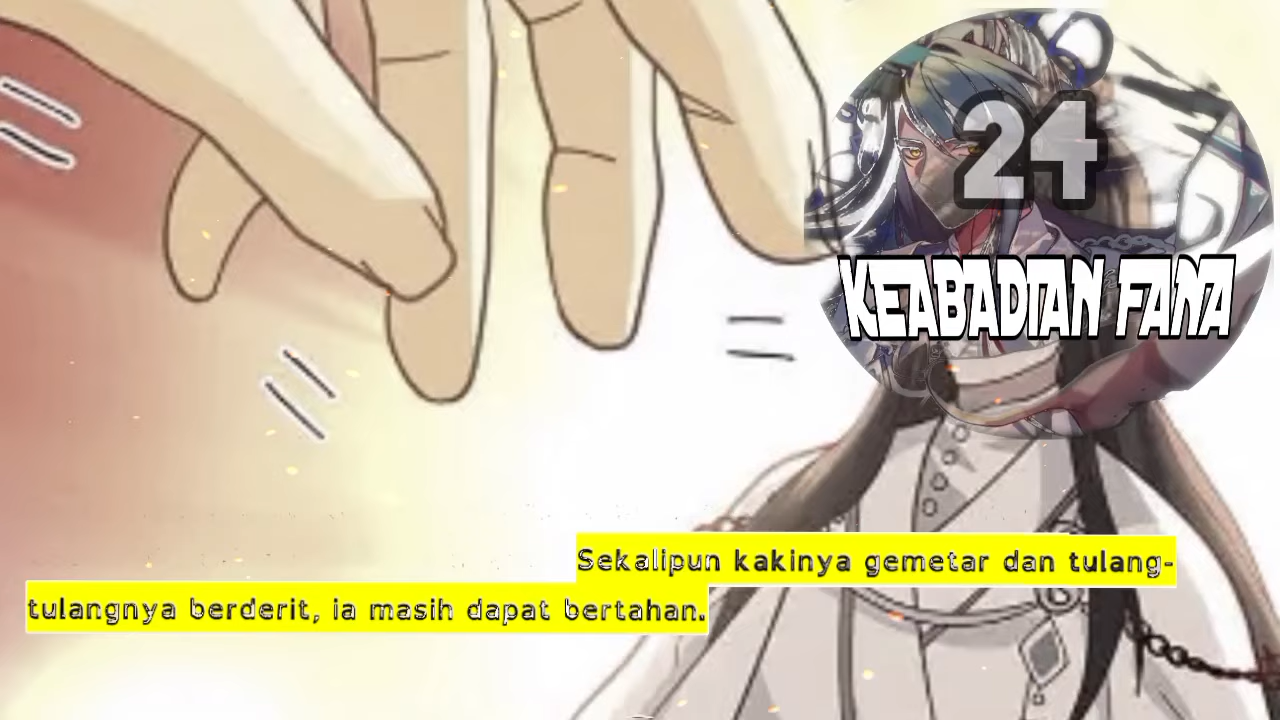 24
KEABADIAN FANA
Sekalipun kakinya gemetar dan tulang-
tulangnya berderit, ia masih dapat bertahan.